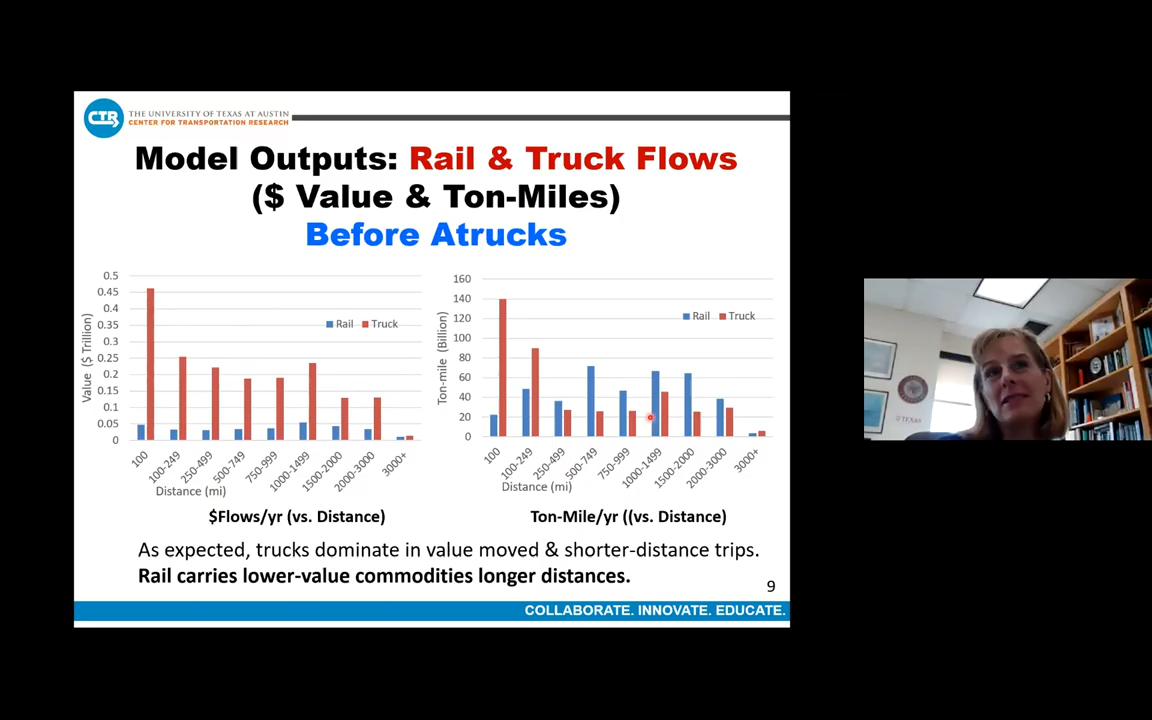 CTR
THE UNIVERSITY OF TEXAS AT AUSTIN
CENTER FOR TRANSPORTATION RESEARCH
Model Outputs: Rail & Truck Flows
($ Value & Ton-Miles)
Before Atrucks
0.5
0.45
0.4
0.35
0.3
0.25
0.2
0.15
0.1
0.05
0
Value ($ Trillion)
Rail Truck
100
100-249
250-499
500-749
750-999
1000-1499
1500-2000
2000-3000
3000+
Distance (mi)
$Flows/yr (vs. Distance)
160
140
120
100
80
60
40
20
0
Ton-mile (Billion)
Rail Truck
100
100-249
250-499
500-749
750-999
1000-1499
1500-2000
2000-3000
3000+
Distance (mi)
Ton-Mile/yr ((vs. Distance)
As expected, trucks dominate in value moved & shorter-distance trips.
Rail carries lower-value commodities longer distances.
9
COLLABORATE. INNOVATE. EDUCATE.
TEXAS